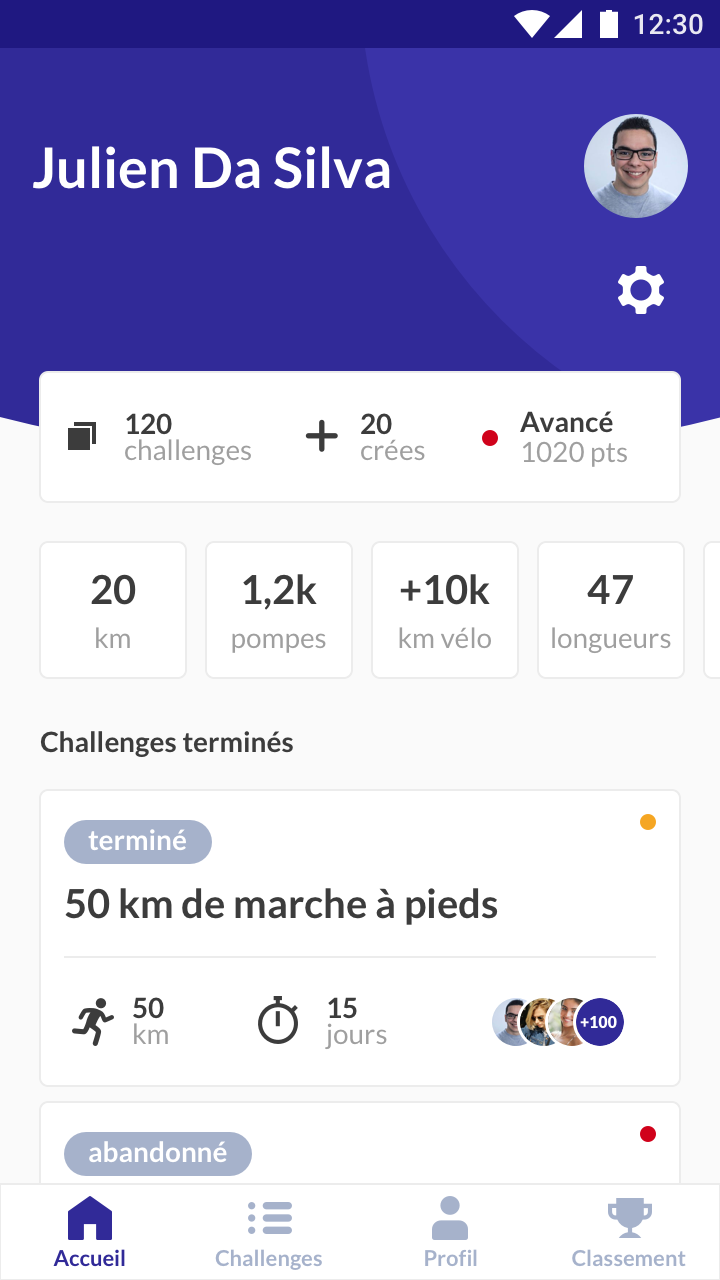 12:30
Julien Da Silva
120
challenges
20
crées
Avancé
1020 pts
20
km
1,2k
pompes
+10k
km vélo
47
longueurs
Challenges terminés
terminé
50 km de marche à pieds
50
km
15
jours
+100
abandonné
Accueil
Challenges
Profil
Classement